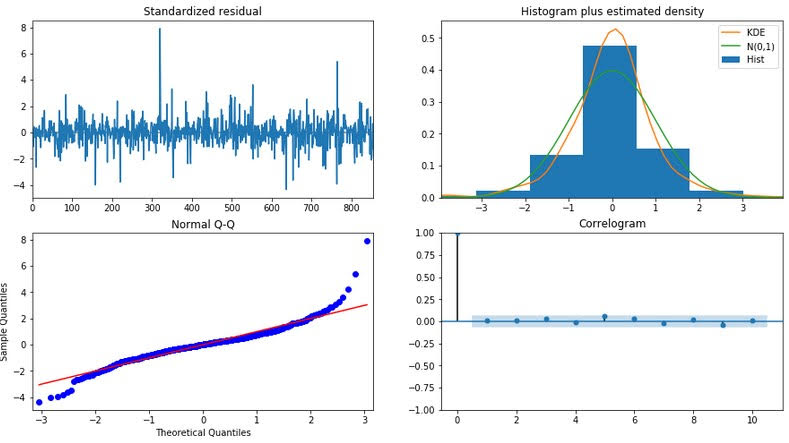 Standardized residual
8
6
4
2
0
−2
−4
0 100 200 300 400 500 600 700 800
Histogram plus estimated density
KDE
N(0,1)
Hist
0.5
0.4
0.3
0.2
0.1
0.0
−3 −2 −1 0 1 2 3
Normal Q-Q
Sample Quantiles
8
6
4
2
0
−2
−4
−3 −2 −1 0 1 2 3
Theoretical Quantiles
Correlogram
1.00
0.75
0.50
0.25
0.00
−0.25
−0.50
−0.75
−1.00
0 2 4 6 8 10